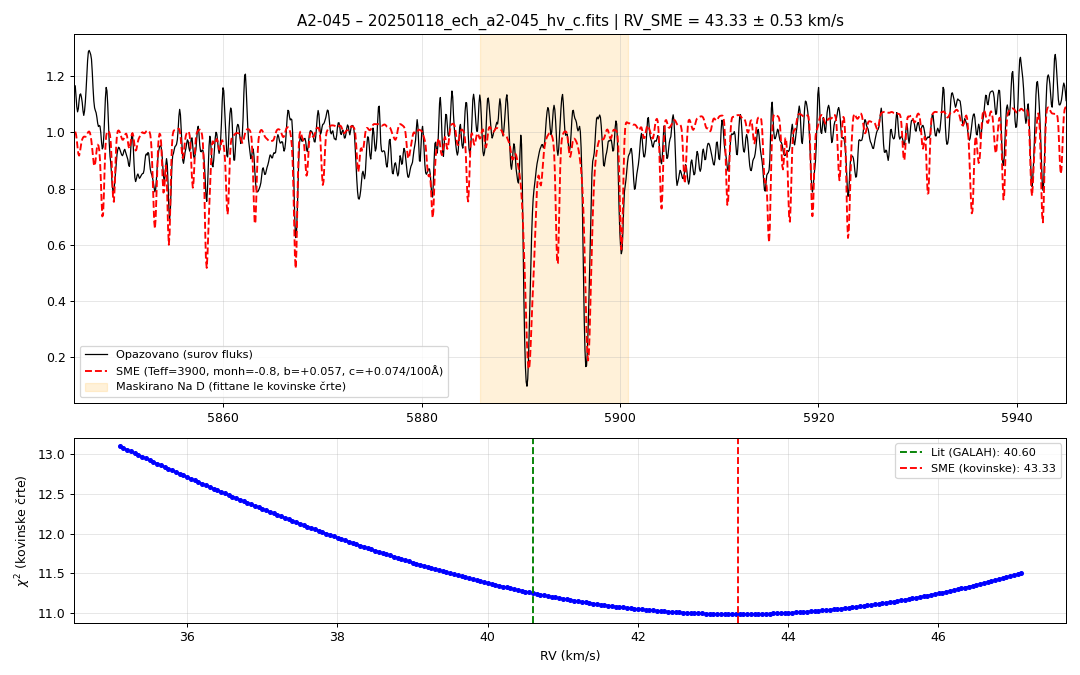 A2-045 – 20250118_ech_a2-045_hv_c.fits | RV_SME = 43.33 ± 0.53 km/s
1.2
1.0
0.8
0.6
0.4
0.2
Opazovano (surov fluks)
SME (Teff=3900, monh=-0.8, b=+0.057, c=+0.074/100Å)
Maskirano Na D (fittane le kovinske črte)
5860 5880 5900 5920 5940
χ² (kovinske črte)
13.0
12.5
12.0
11.5
11.0
Lit (GALAH): 40.60
SME (kovinske): 43.33
36 38 40 42 44 46
RV (km/s)